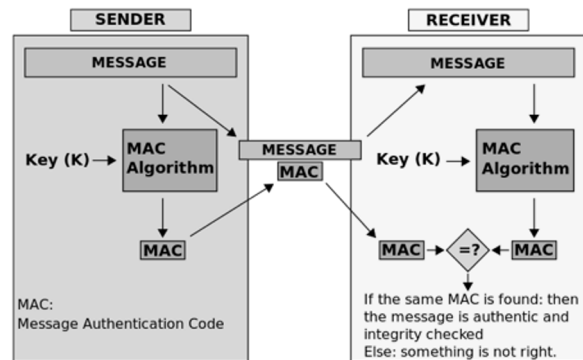 SENDER
RECEIVER
MESSAGE
MESSAGE
Key (K)
MAC
Algorithm
MESSAGE
MAC
Key (K)
MAC
Algorithm
MAC
MAC
=?
MAC
MAC:
Message Authentication Code
If the same MAC is found: then
the message is authentic and
integrity checked
Else: something is not right.